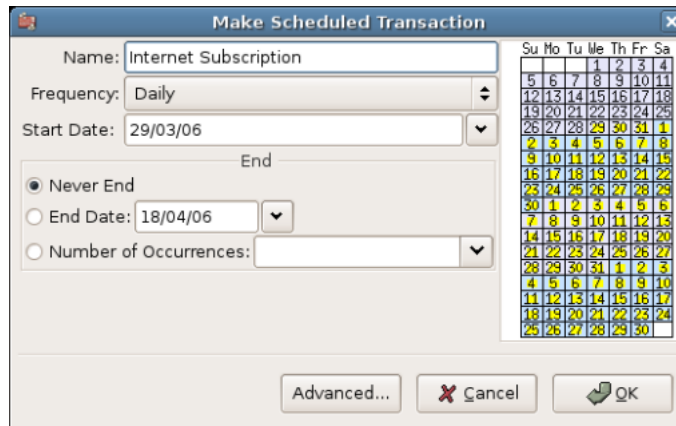 Make Scheduled Transaction
Name: Internet Subscription
Frequency: Daily
Start Date: 29/03/06
End
Never End
End Date: 18/04/06
Number of Occurrences:
Su Mo Tu We Th Fr Sa
1 2 3 4
5 6 7 8 9 10 11
12 13 14 15 16 17 18
19 20 21 22 23 24 25
26 27 28 29 30 31 1
2 3 4 5 6 7 8
9 10 11 12 13 14 15
16 17 18 19 20 21 22
23 24 25 26 27 28 29
30 1 2 3 4 5 6
7 8 9 10 11 12 13
14 15 16 17 18 19 20
21 22 23 24 25 26 27
28 29 30 31 1 2 3
4 5 6 7 8 9 10
11 12 13 14 15 16 17
18 19 20 21 22 23 24
25 26 27 28 29 30
Advanced... Cancel OK